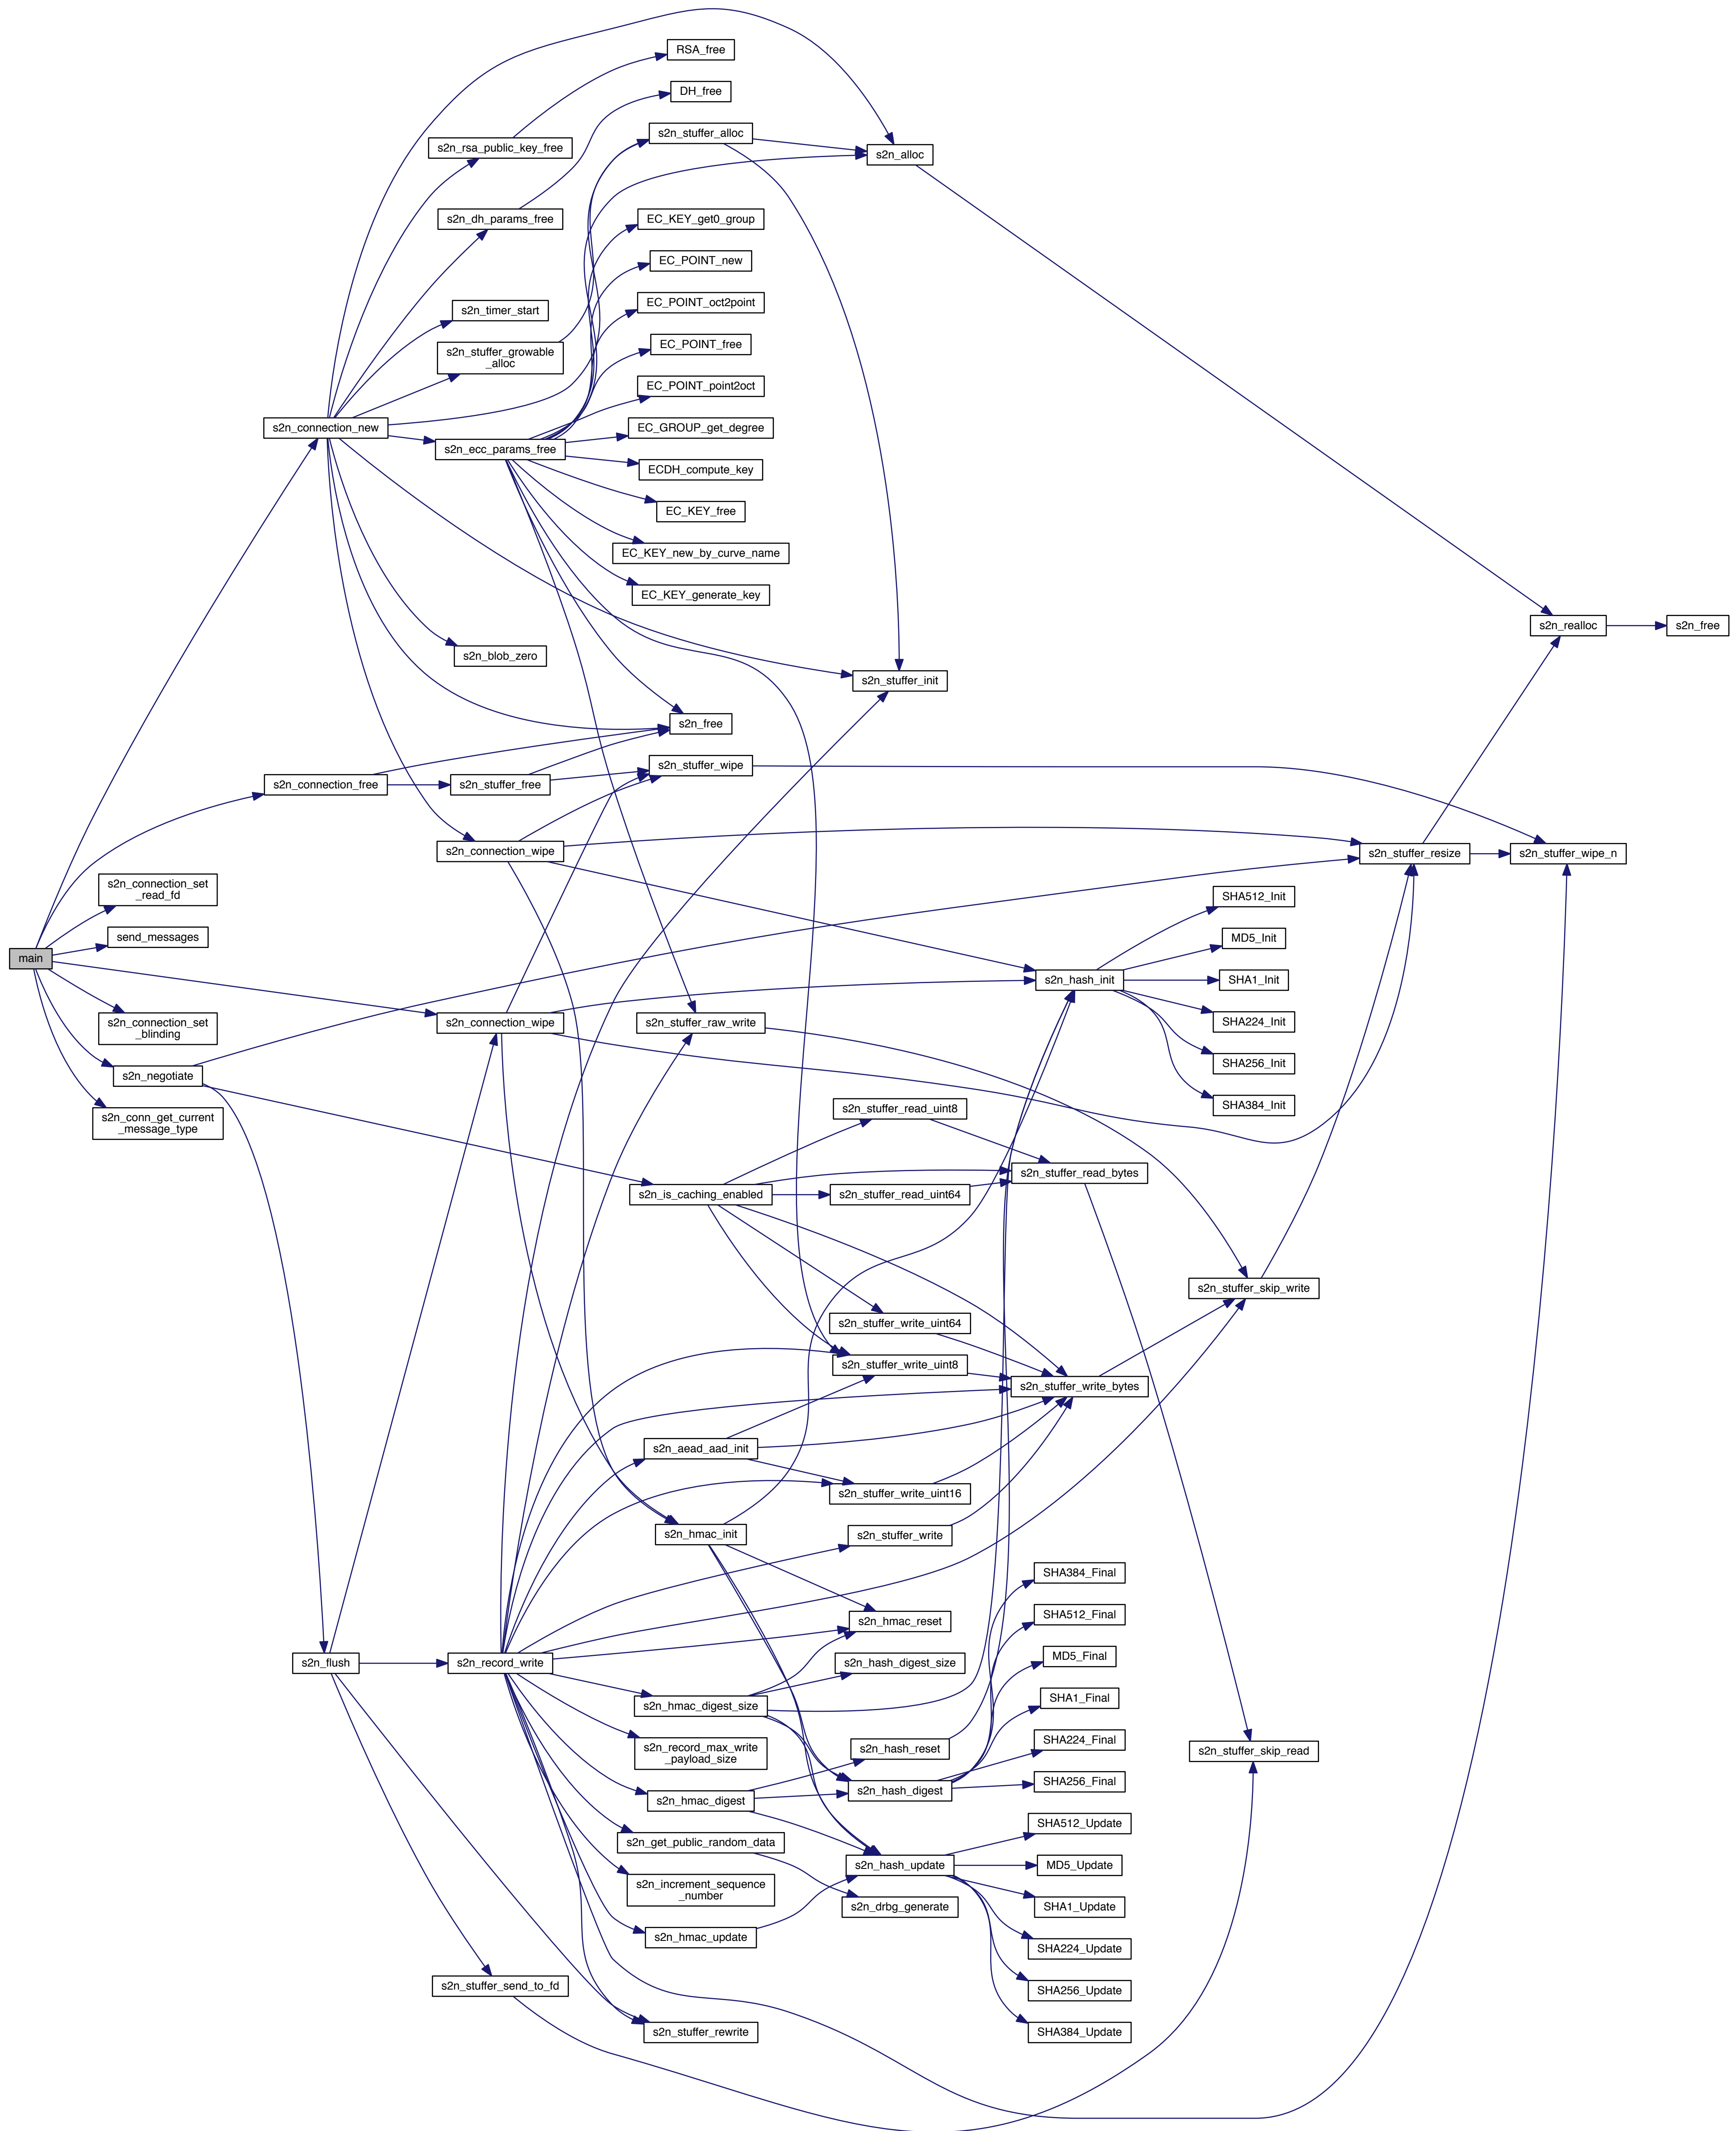 RSA_free
DH_free
s2n_stuffer_alloc
s2n_rsa_public_key_free
s2n_alloc
s2n_dh_params_free
EC_KEY_get0_group
EC_POINT_new
EC_POINT_oct2point
s2n_timer_start
EC_POINT_free
s2n_stuffer_growable
_alloc
EC_POINT_point2oct
s2n_connection_new
EC_GROUP_get_degree
s2n_ecc_params_free
ECDH_compute_key
EC_KEY_free
EC_KEY_new_by_curve_name
EC_KEY_generate_key
s2n_realloc
s2n_free
s2n_blob_zero
s2n_stuffer_init
s2n_free
s2n_stuffer_wipe
s2n_connection_free
s2n_stuffer_free
s2n_connection_wipe
s2n_stuffer_resize
s2n_stuffer_wipe_n
s2n_connection_set
_read_fd
SHA512_Init
send_messages
MD5_Init
main
s2n_hash_init
SHA1_Init
s2n_connection_set
_blinding
s2n_connection_wipe
s2n_stuffer_raw_write
SHA224_Init
SHA256_Init
s2n_negotiate
SHA384_Init
s2n_stuffer_read_uint8
s2n_conn_get_current
_message_type
s2n_stuffer_read_bytes
s2n_is_caching_enabled
s2n_stuffer_read_uint64
s2n_stuffer_skip_write
s2n_stuffer_write_uint64
s2n_stuffer_write_uint8
s2n_stuffer_write_bytes
s2n_aead_aad_init
s2n_stuffer_write_uint16
s2n_hmac_init
s2n_stuffer_write
SHA384_Final
SHA512_Final
s2n_hmac_reset
MD5_Final
s2n_flush
s2n_record_write
s2n_hash_digest_size
SHA1_Final
s2n_hmac_digest_size
SHA224_Final
s2n_record_max_write
_payload_size
s2n_hash_reset
s2n_stuffer_skip_read
SHA256_Final
s2n_hash_digest
s2n_hmac_digest
SHA512_Update
s2n_get_public_random_data
s2n_hash_update
MD5_Update
s2n_increment_sequence
_number
s2n_drbg_generate
SHA1_Update
s2n_hmac_update
SHA224_Update
s2n_stuffer_send_to_fd
SHA256_Update
s2n_stuffer_rewrite
SHA384_Update